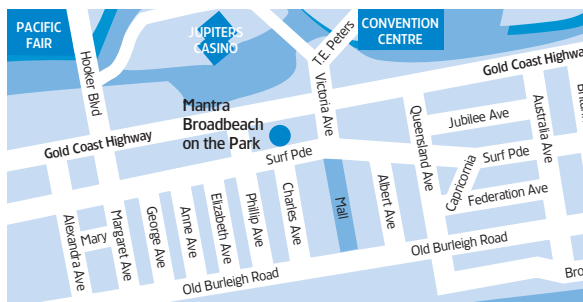 PACIFIC
FAIR
JUPITERS
CASINO
CONVENTION
CENTRE
T.E. Peters
Hooker Blvd
Gold Coast Highway
Victoria Ave
Mantra
Broadbeach
on the Park
Gold Coast Highway
Queensland Ave
Jubilee Ave
Australia Ave
Surf Pde
Surf Pde
Capricornia
Federation Ave
Alexandra Ave
Mary
Margaret Ave
George Ave
Anne Ave
Elizabeth Ave
Phillip Ave
Charles Ave
Mall
Albert Ave
Old Burleigh Road
Old Burleigh Road
Bro